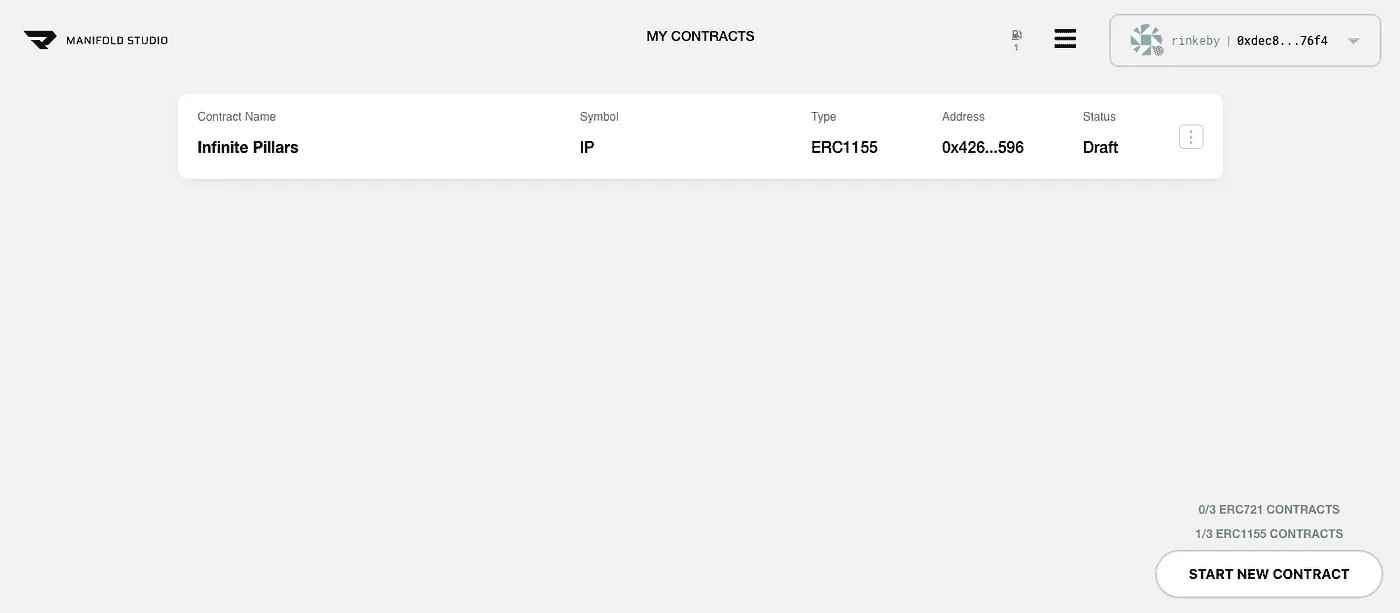 MANIFOLD STUDIO
MY CONTRACTS
1
rinkeby | 0xdec8...76f4
Contract Name Symbol Type Address Status
Infinite Pillars IP ERC1155 0x426...596 Draft
0/3 ERC721 CONTRACTS
1/3 ERC1155 CONTRACTS
START NEW CONTRACT